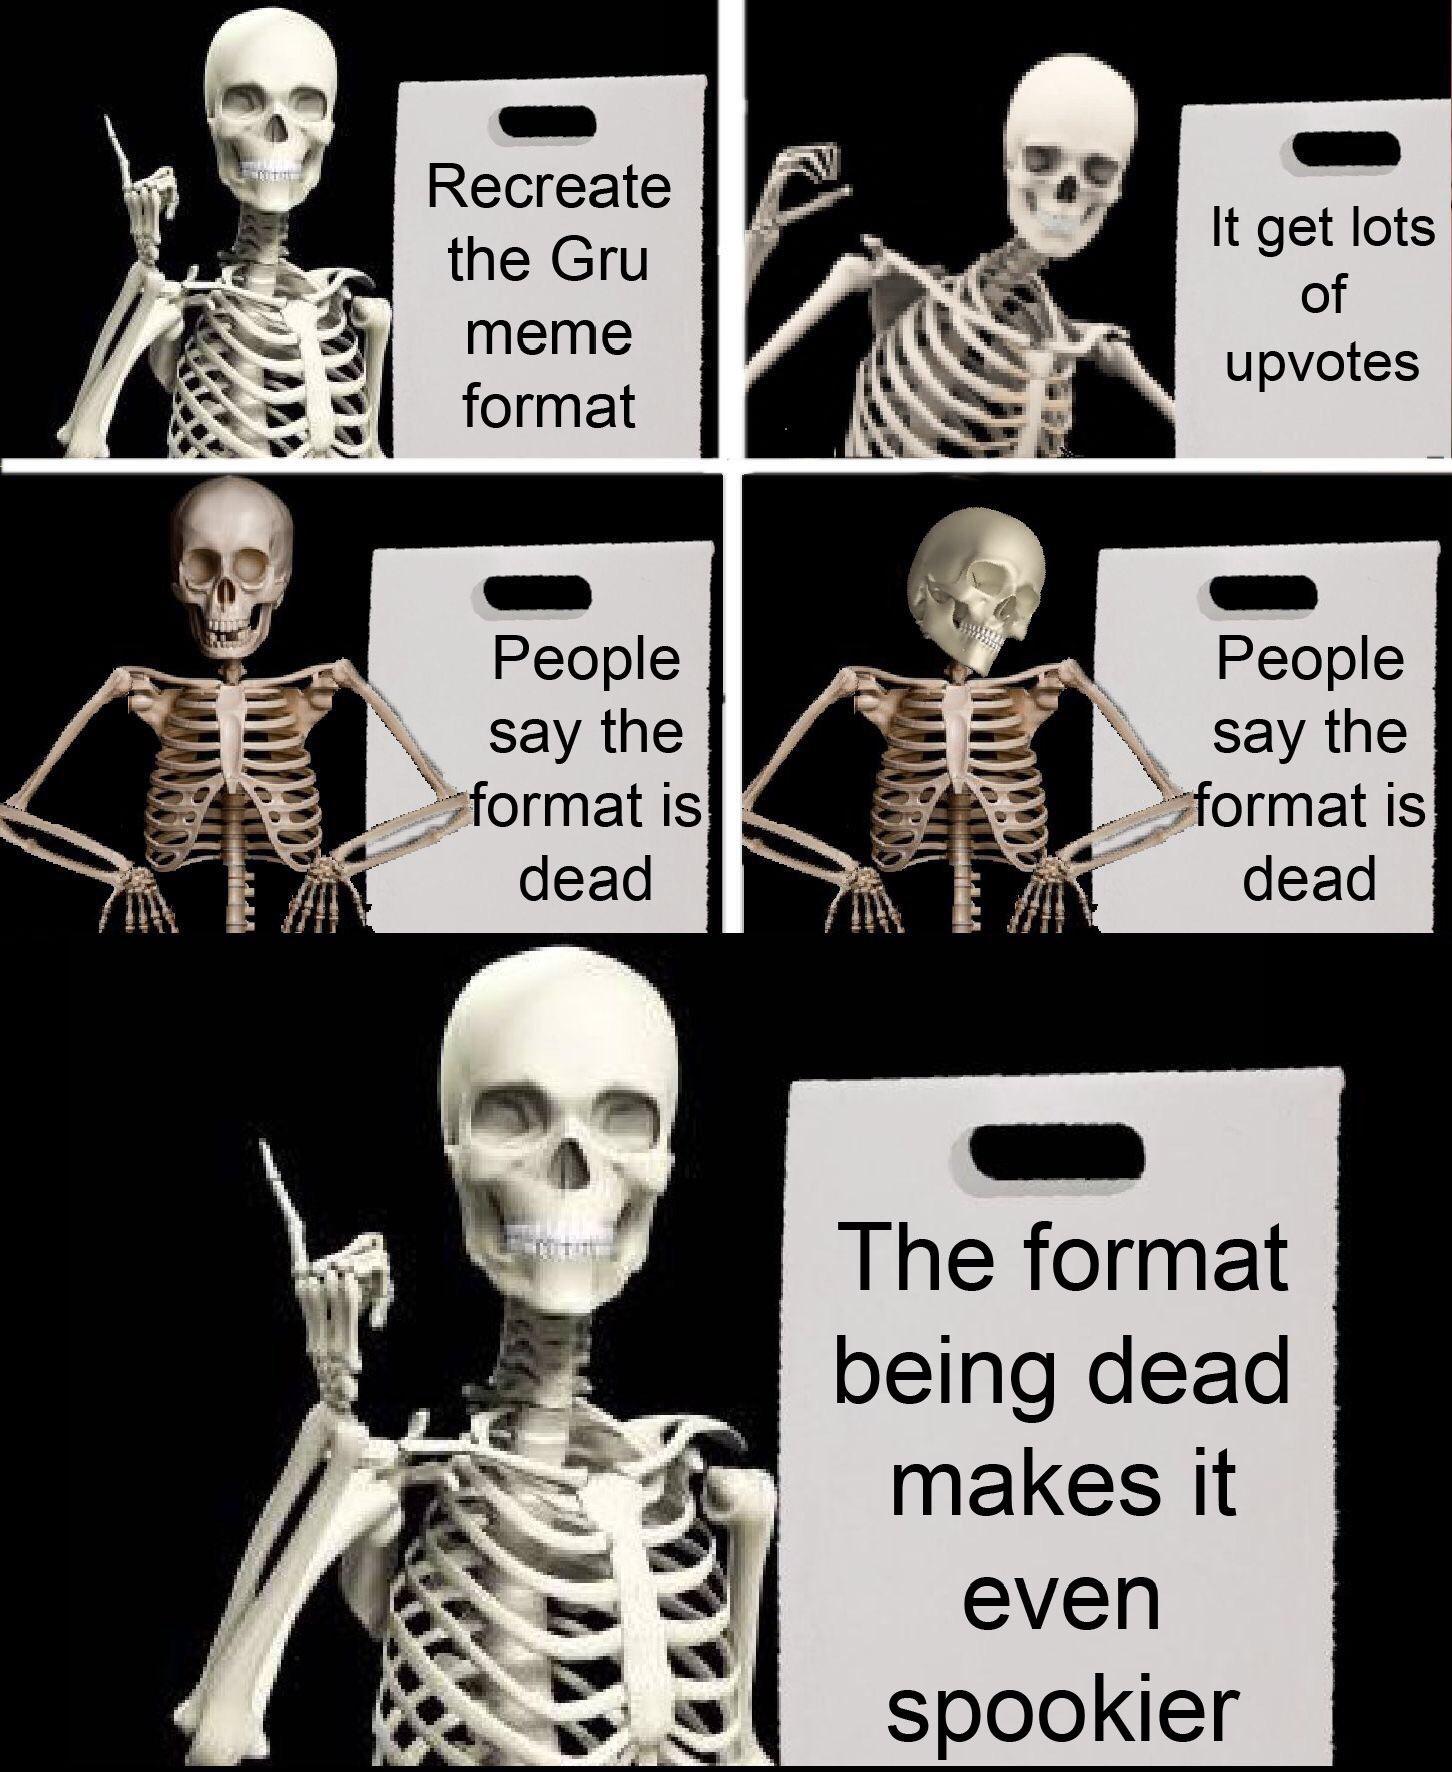 Recreate
the Gru
meme
format
It get lots
of
upvotes
People
say the
format is
dead
People
say the
format is
dead
The format
being dead
makes it
even
spookier